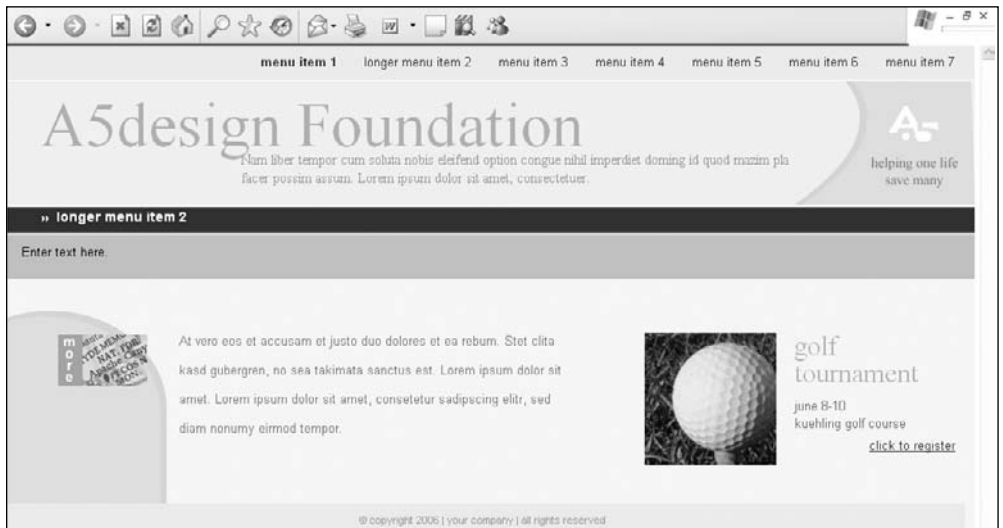 menu item 1 longer menu item 2 menu item 3 menu item 4 menu item 5 menu item 6 menu item 7
A5design Foundation
Nam liber tempor cum soluta nobis eleifend option congue nihil imperdiet doming id quod mazim pla
facer possim assum. Lorem ipsum dolor sit amet, consectetuer.
A5
helping one life
save many
» longer menu item 2
Enter text here.
more
NAT. FDR
Apache
PECOS N
At vero eos et accusam et justo duo dolores et ea rebum. Stet clita
kasd gubergren, no sea takimata sanctus est. Lorem ipsum dolor sit
amet. Lorem ipsum dolor sit amet, consetetur sadipscing elitr, sed
diam nonumy eirmod tempor.
golf
tournament
june 8-10
kuehling golf course
click to register
© copyright 2006 | your company | all rights reserved